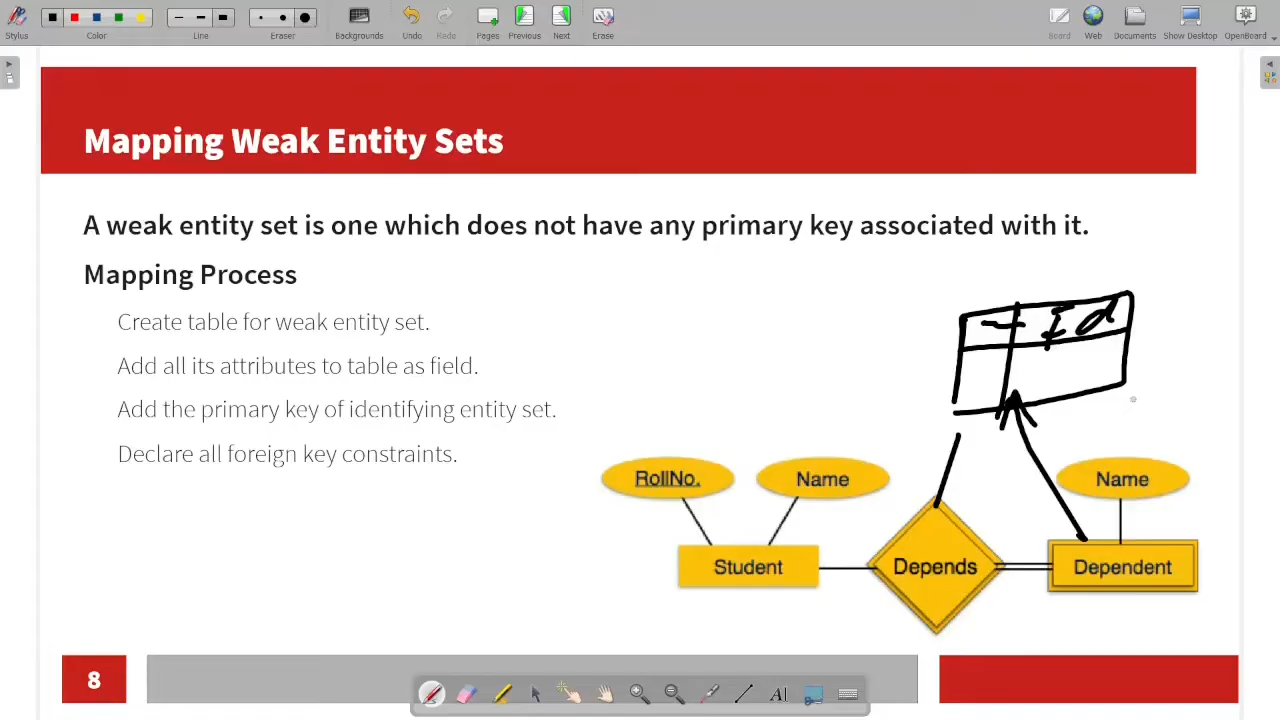 Stylus Color Line Eraser Backgrounds Undo Redo Pages Previous Next Erase Board Web Documents Show Desktop OpenBoard
Mapping Weak Entity Sets
A weak entity set is one which does not have any primary key associated with it.
Mapping Process
Create table for weak entity set.
Add all its attributes to table as field.
Add the primary key of identifying entity set.
Declare all foreign key constraints.
Id
RollNo. Name Name
Student Depends Dependent
8
AI